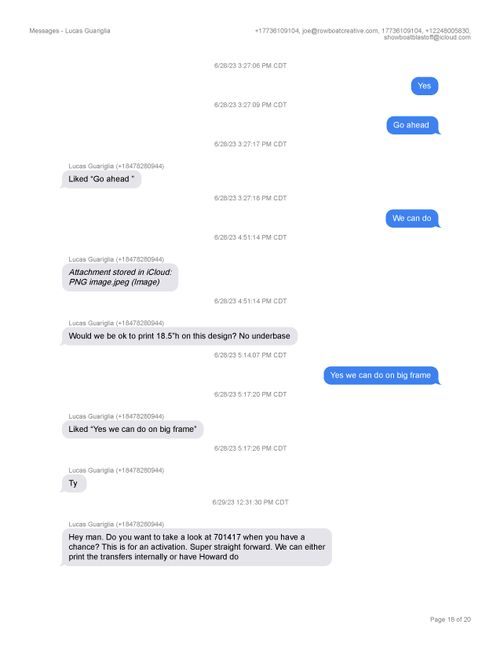 Messages - Lucas Guariglia
+17736109104, joe@rowboatcreative.com, 17736109104, +12248005830,
showboatblastoff@icloud.com
6/28/23 3:27:06 PM CDT
Yes
6/28/23 3:27:09 PM CDT
Go ahead
6/28/23 3:27:17 PM CDT
Lucas Guariglia (+18478280944)
Liked “Go ahead ”
6/28/23 3:27:18 PM CDT
We can do
6/28/23 4:51:14 PM CDT
Lucas Guariglia (+18478280944)
Attachment stored in iCloud:
PNG image.jpeg (Image)
6/28/23 4:51:14 PM CDT
Lucas Guariglia (+18478280944)
Would we be ok to print 18.5”h on this design? No underbase
6/28/23 5:14:07 PM CDT
Yes we can do on big frame
6/28/23 5:17:20 PM CDT
Lucas Guariglia (+18478280944)
Liked “Yes we can do on big frame”
6/28/23 5:17:26 PM CDT
Lucas Guariglia (+18478280944)
Ty
6/29/23 12:31:30 PM CDT
Lucas Guariglia (+18478280944)
Hey man. Do you want to take a look at 701417 when you have a
chance? This is for an activation. Super straight forward. We can either
print the transfers internally or have Howard do
Page 18 of 20